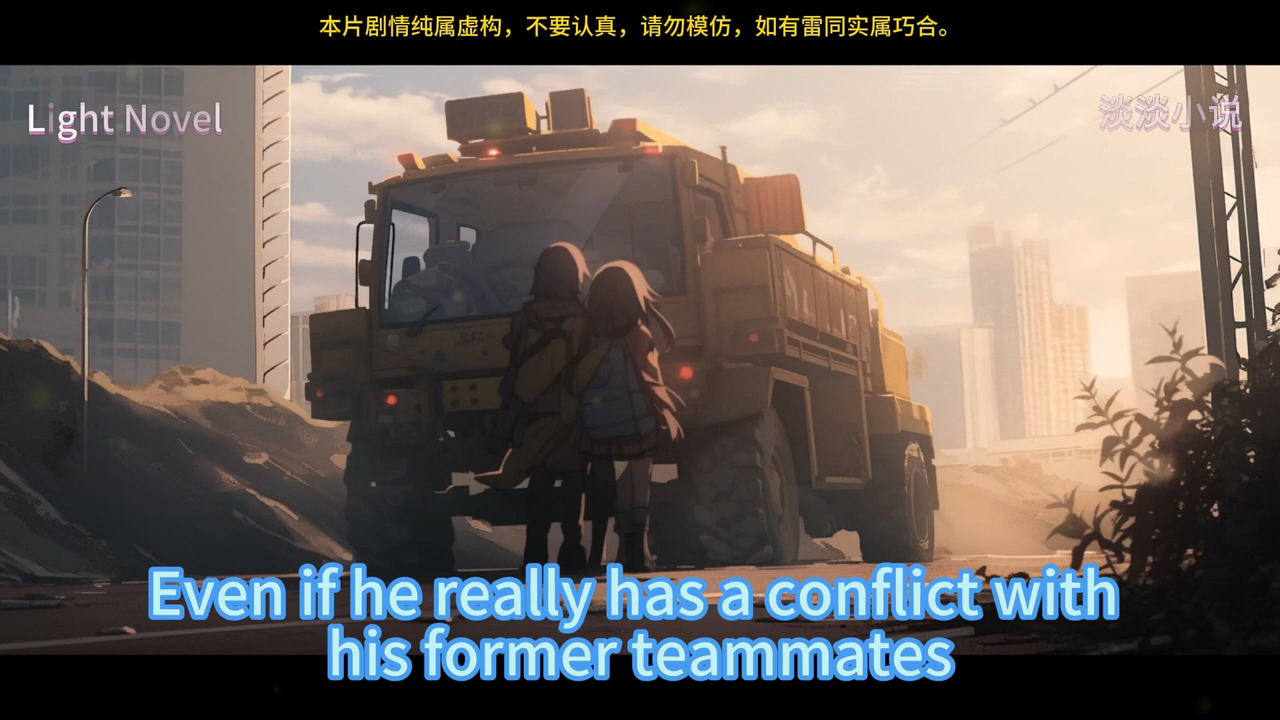 本片剧情纯属虚构，不要认真，请勿模仿，如有雷同实属巧合。
Light Novel
淡淡小说
Even if he really has a conflict with
his former teammates